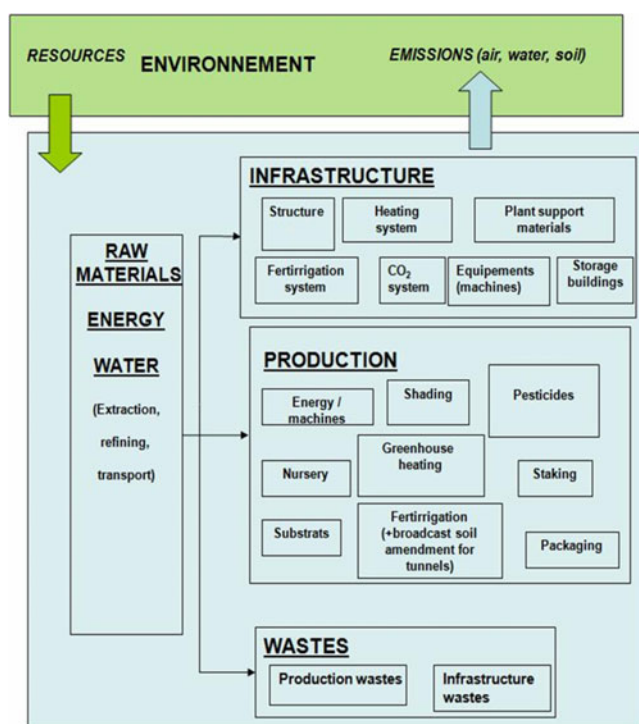 RESOURCES
ENVIRONNEMENT
EMISSIONS (air, water, soil)
INFRASTRUCTURE
Structure
Heating
system
Plant support
materials
Fertirrigation
system
CO2
system
Equipements
(machines)
Storage
buildings
RAW
MATERIALS
ENERGY
WATER
(Extraction,
refining,
transport)
PRODUCTION
Energy /
machines
Shading
Pesticides
Nursery
Greenhouse
heating
Staking
Substrats
Fertirrigation
(+broadcast soil
amendment for
tunnels)
Packaging
WASTES
Production wastes
Infrastructure
wastes